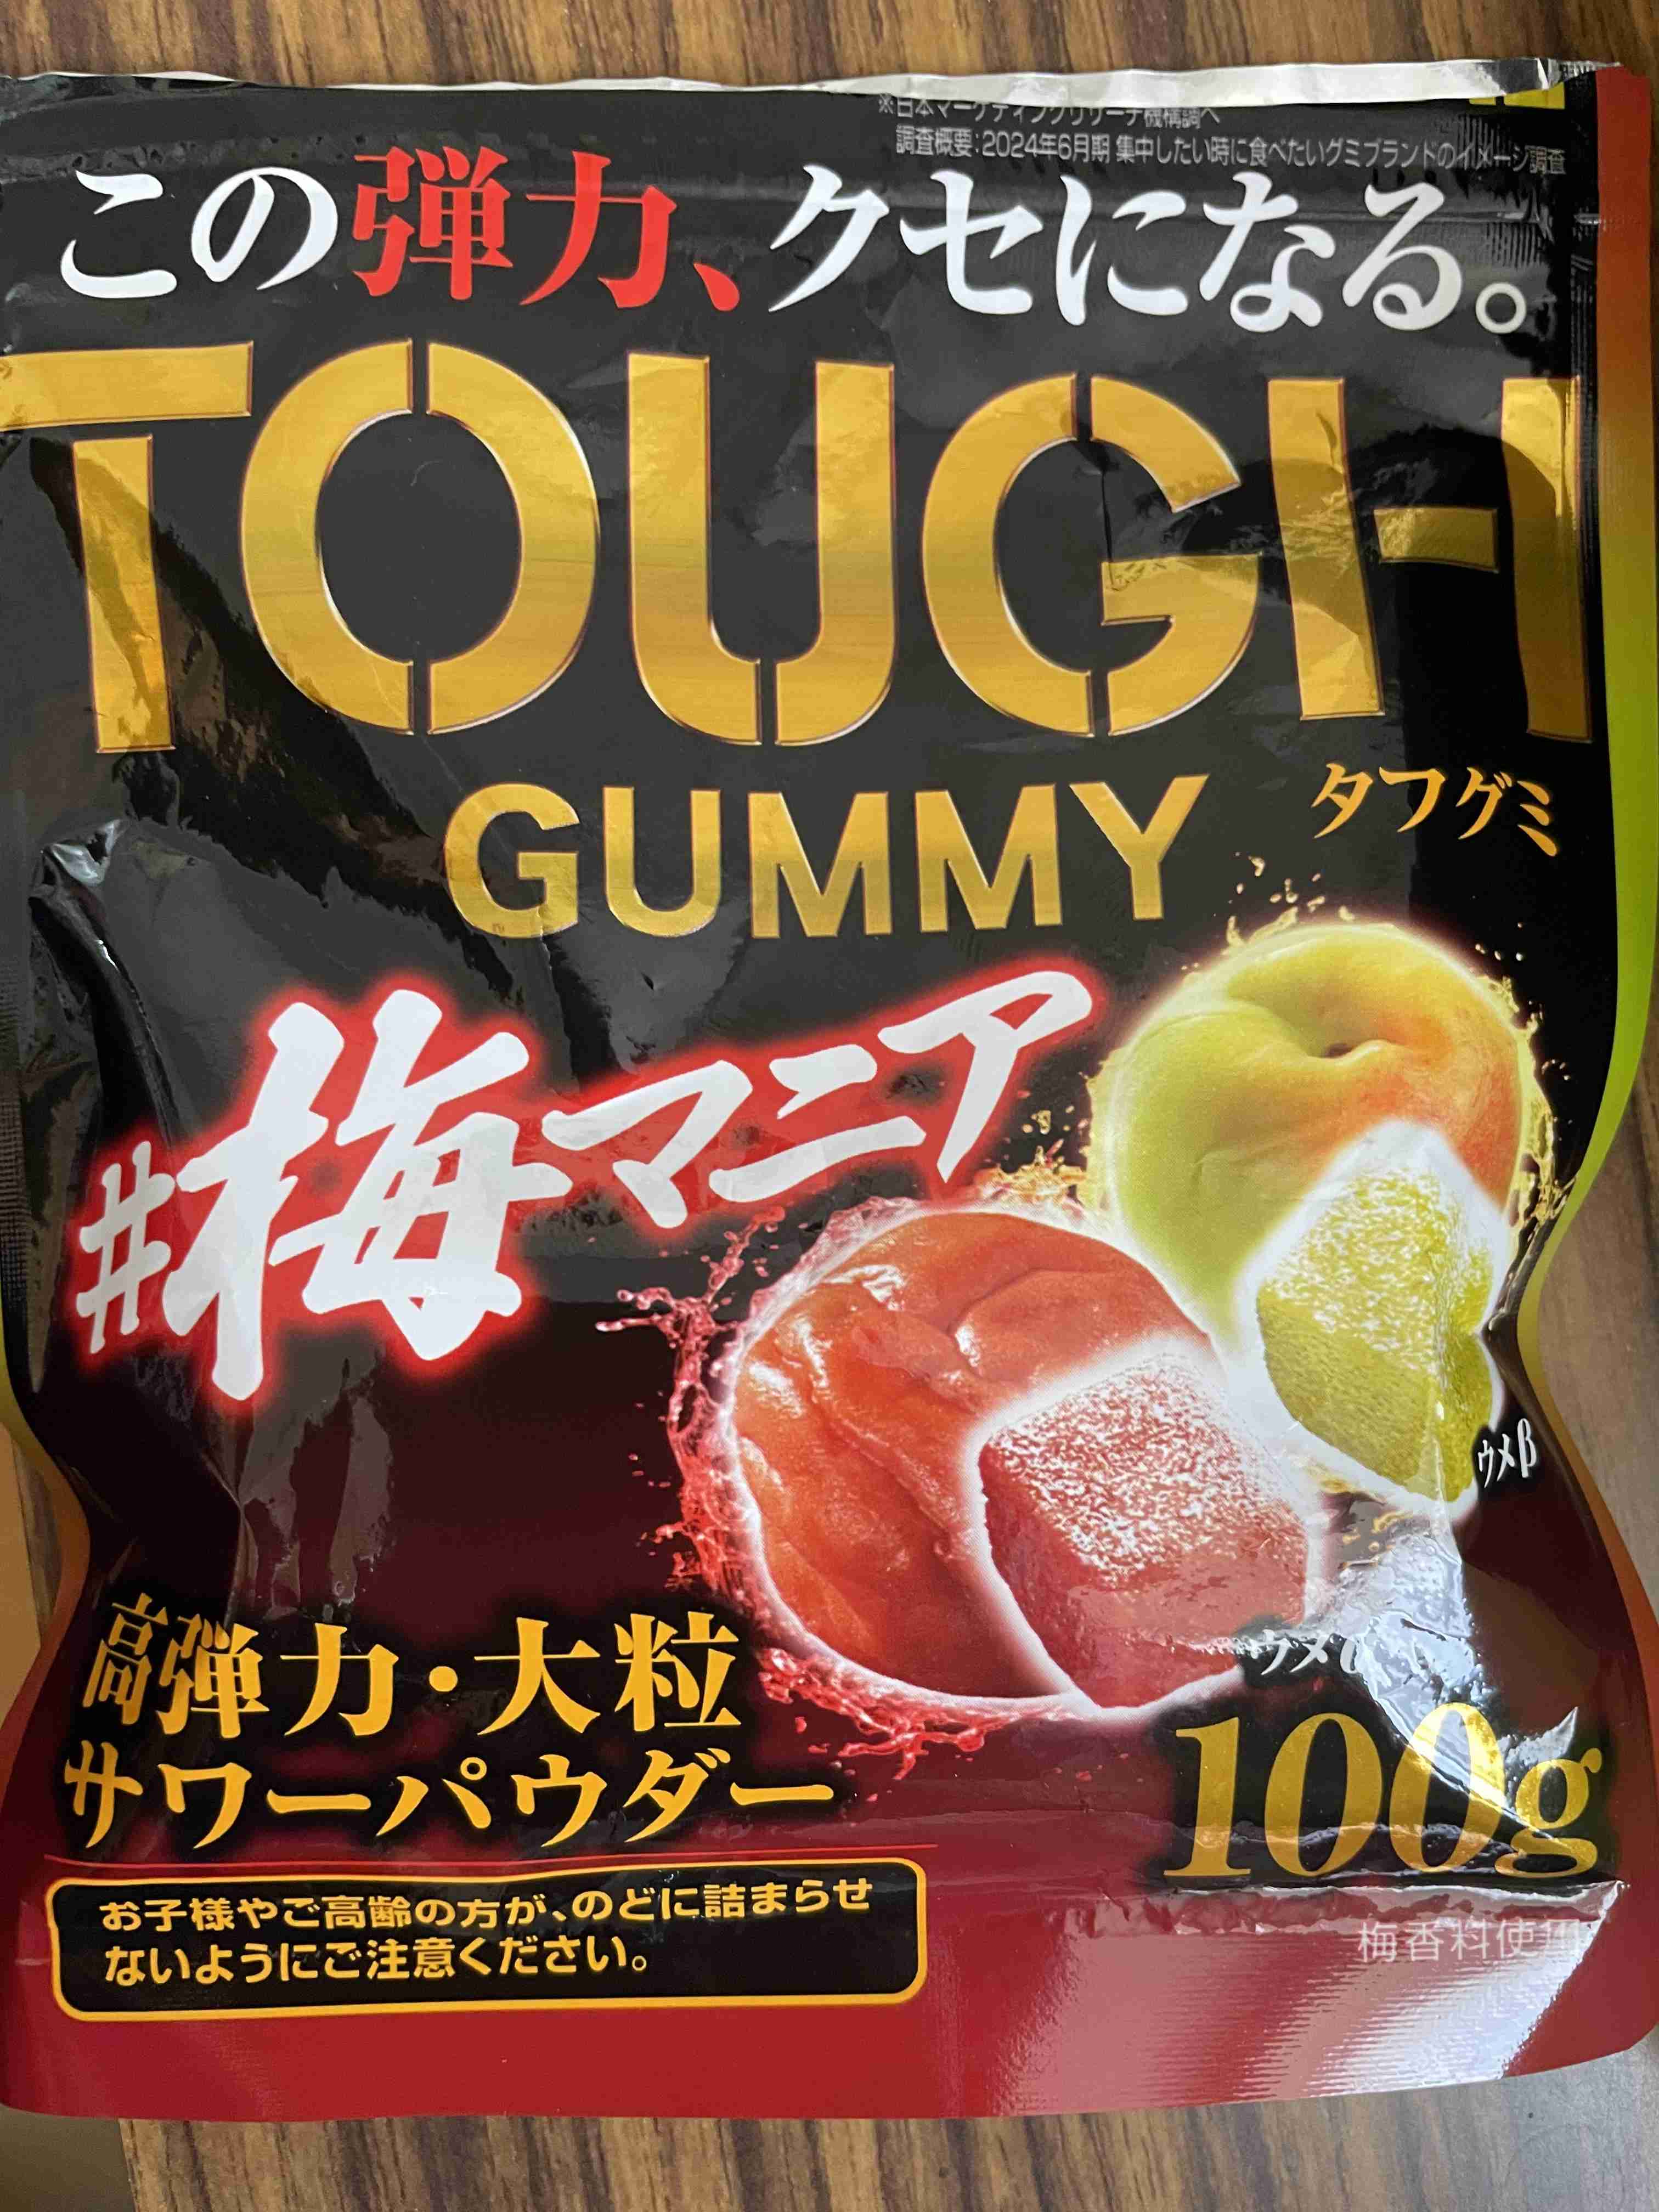 ※日本マーケティングリサーチ機構調べ
調査概要:2024年6月期 集中したい時に食べたいグミブランドのイメージ調査
この弾力、クセになる。
TOUGH
GUMMY
タフグミ
#梅マニア
ウメβ
高弾力・大粒
サワーパウダー
100g
お子様やご高齢の方が、のどに詰まらせ
ないようにご注意ください。
梅香料使用